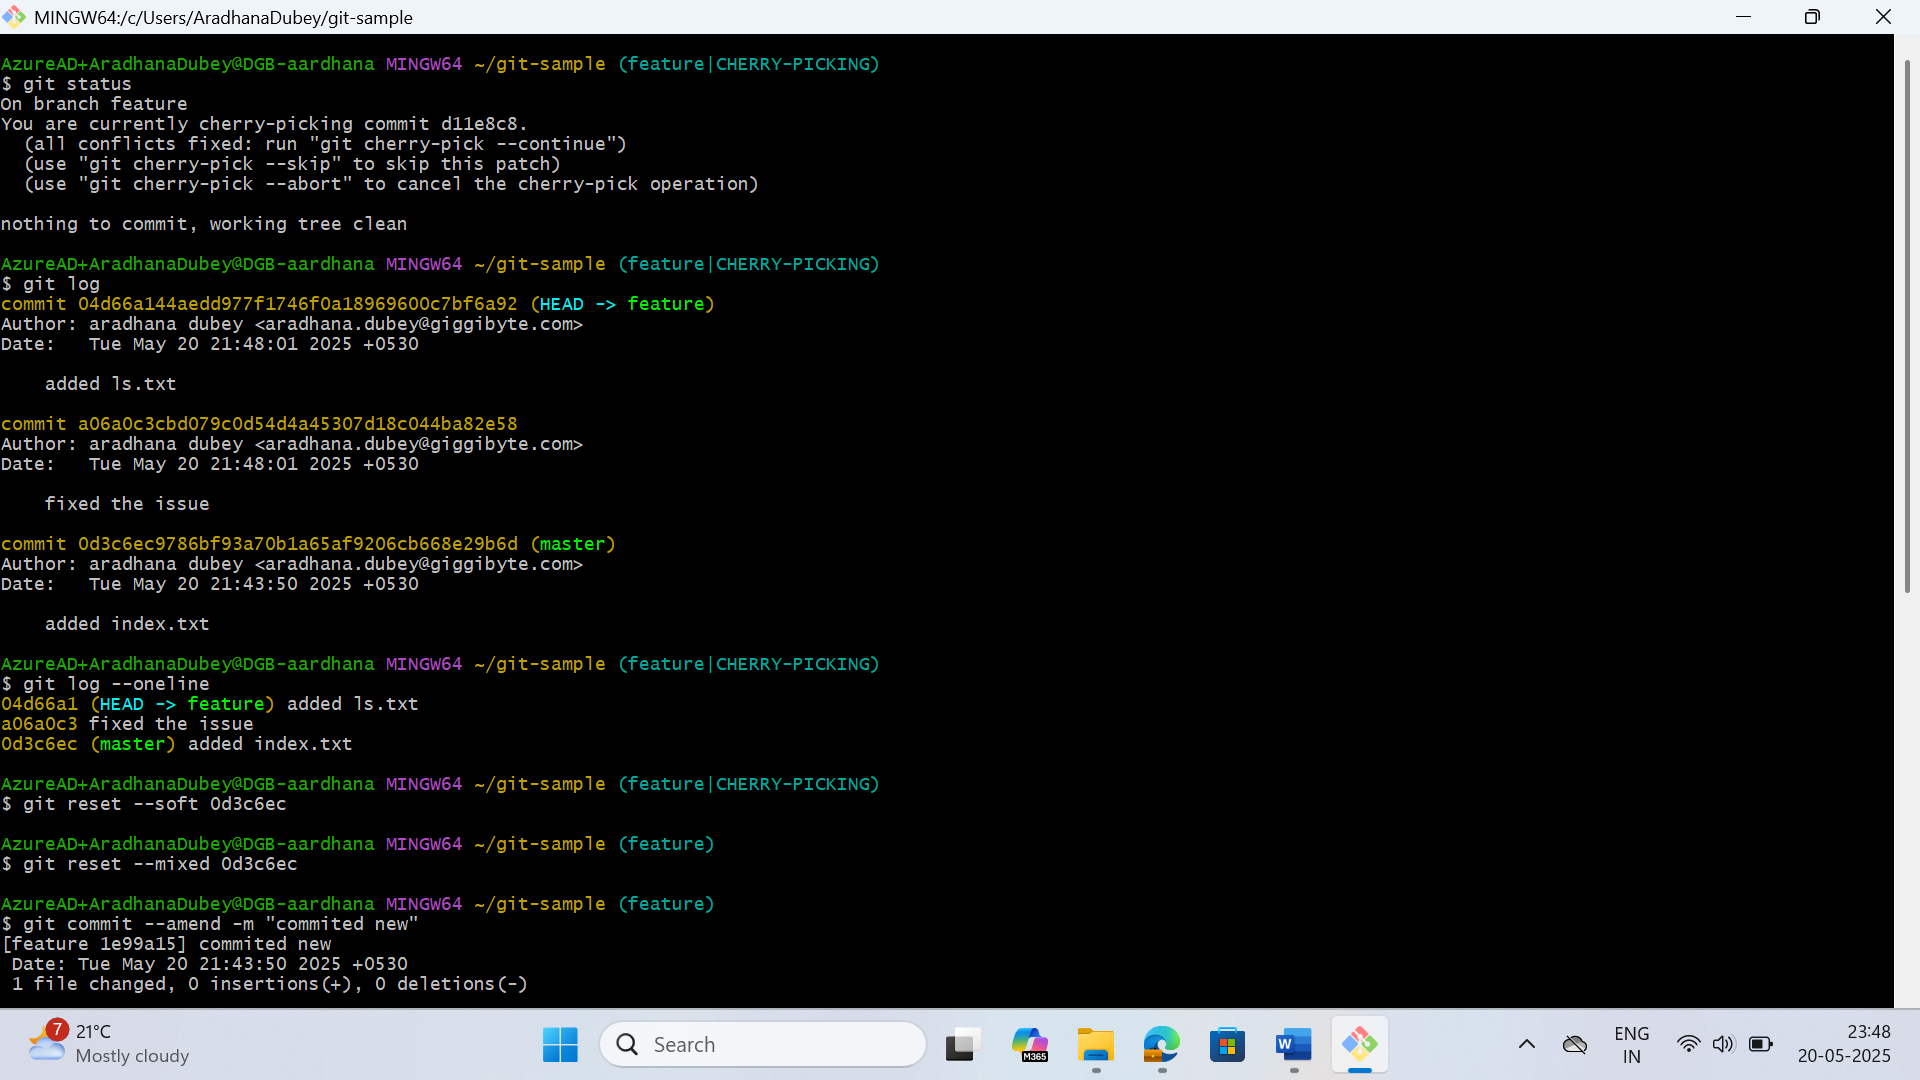 MINGW64:/c/Users/AradhanaDubey/git-sample
AzureAD+AradhanaDubey@DGB-aardhana MINGW64 ~/git-sample (feature|CHERRY-PICKING)
$ git status
On branch feature
You are currently cherry-picking commit d11e8c8.
  (all conflicts fixed: run "git cherry-pick --continue")
  (use "git cherry-pick --skip" to skip this patch)
  (use "git cherry-pick --abort" to cancel the cherry-pick operation)
nothing to commit, working tree clean
AzureAD+AradhanaDubey@DGB-aardhana MINGW64 ~/git-sample (feature|CHERRY-PICKING)
$ git log
commit 04d66a144aedd977f1746f0a18969600c7bf6a92 (HEAD -> feature)
Author: aradhana dubey <aradhana.dubey@giggibyte.com>
Date:   Tue May 20 21:48:01 2025 +0530
    added ls.txt
commit a06a0c3cbd079c0d54d4a45307d18c044ba82e58
Author: aradhana dubey <aradhana.dubey@giggibyte.com>
Date:   Tue May 20 21:48:01 2025 +0530
    fixed the issue
commit 0d3c6ec9786bf93a70b1a65af9206cb668e29b6d (master)
Author: aradhana dubey <aradhana.dubey@giggibyte.com>
Date:   Tue May 20 21:43:50 2025 +0530
    added index.txt
AzureAD+AradhanaDubey@DGB-aardhana MINGW64 ~/git-sample (feature|CHERRY-PICKING)
$ git log --oneline
04d66a1 (HEAD -> feature) added ls.txt
a06a0c3 fixed the issue
0d3c6ec (master) added index.txt
AzureAD+AradhanaDubey@DGB-aardhana MINGW64 ~/git-sample (feature|CHERRY-PICKING)
$ git reset --soft 0d3c6ec
AzureAD+AradhanaDubey@DGB-aardhana MINGW64 ~/git-sample (feature)
$ git reset --mixed 0d3c6ec
AzureAD+AradhanaDubey@DGB-aardhana MINGW64 ~/git-sample (feature)
$ git commit --amend -m "commited new"
[feature 1e99a15] commited new
 Date: Tue May 20 21:43:50 2025 +0530
 1 file changed, 0 insertions(+), 0 deletions(-)
7
21°C
Mostly cloudy
Search
M365
W
ENG
IN
23:48
20-05-2025